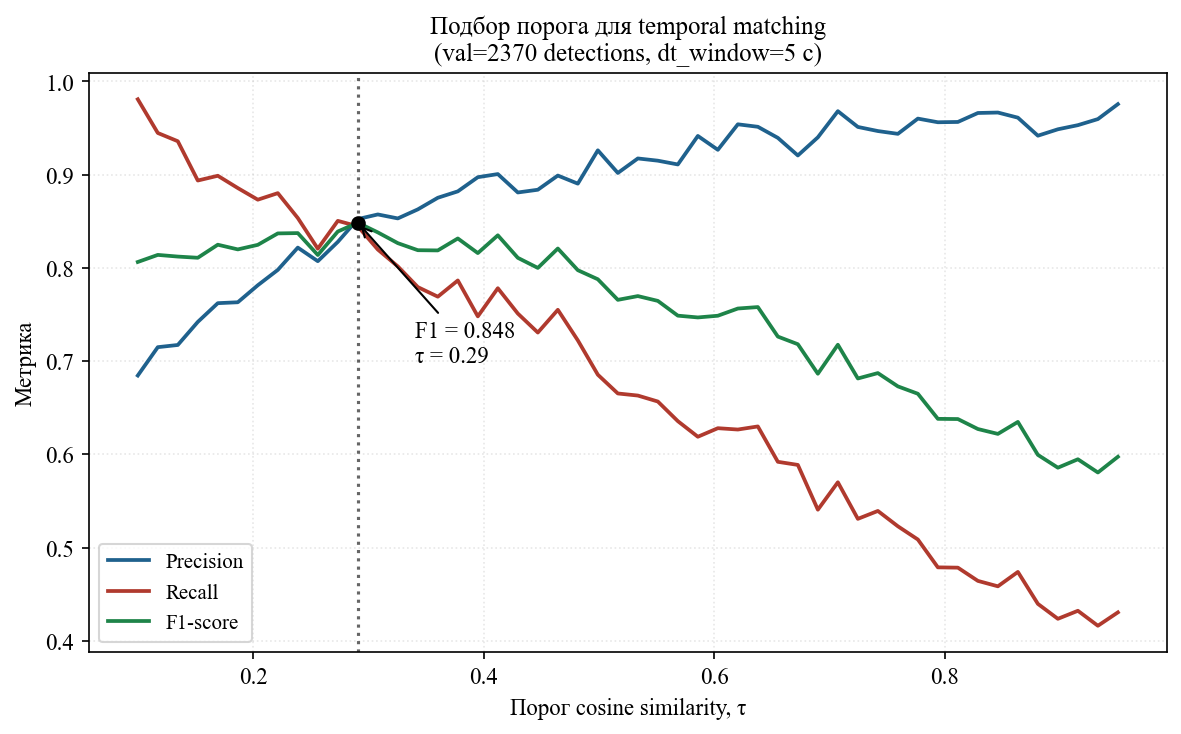 Подбор порога для temporal matching
(val=2370 detections, dt_window=5 с)
Метрика
1.0
0.9
0.8
0.7
0.6
0.5
0.4
F1 = 0.848
τ = 0.29
Precision
Recall
F1-score
0.2
0.4
0.6
0.8
Порог cosine similarity, τ